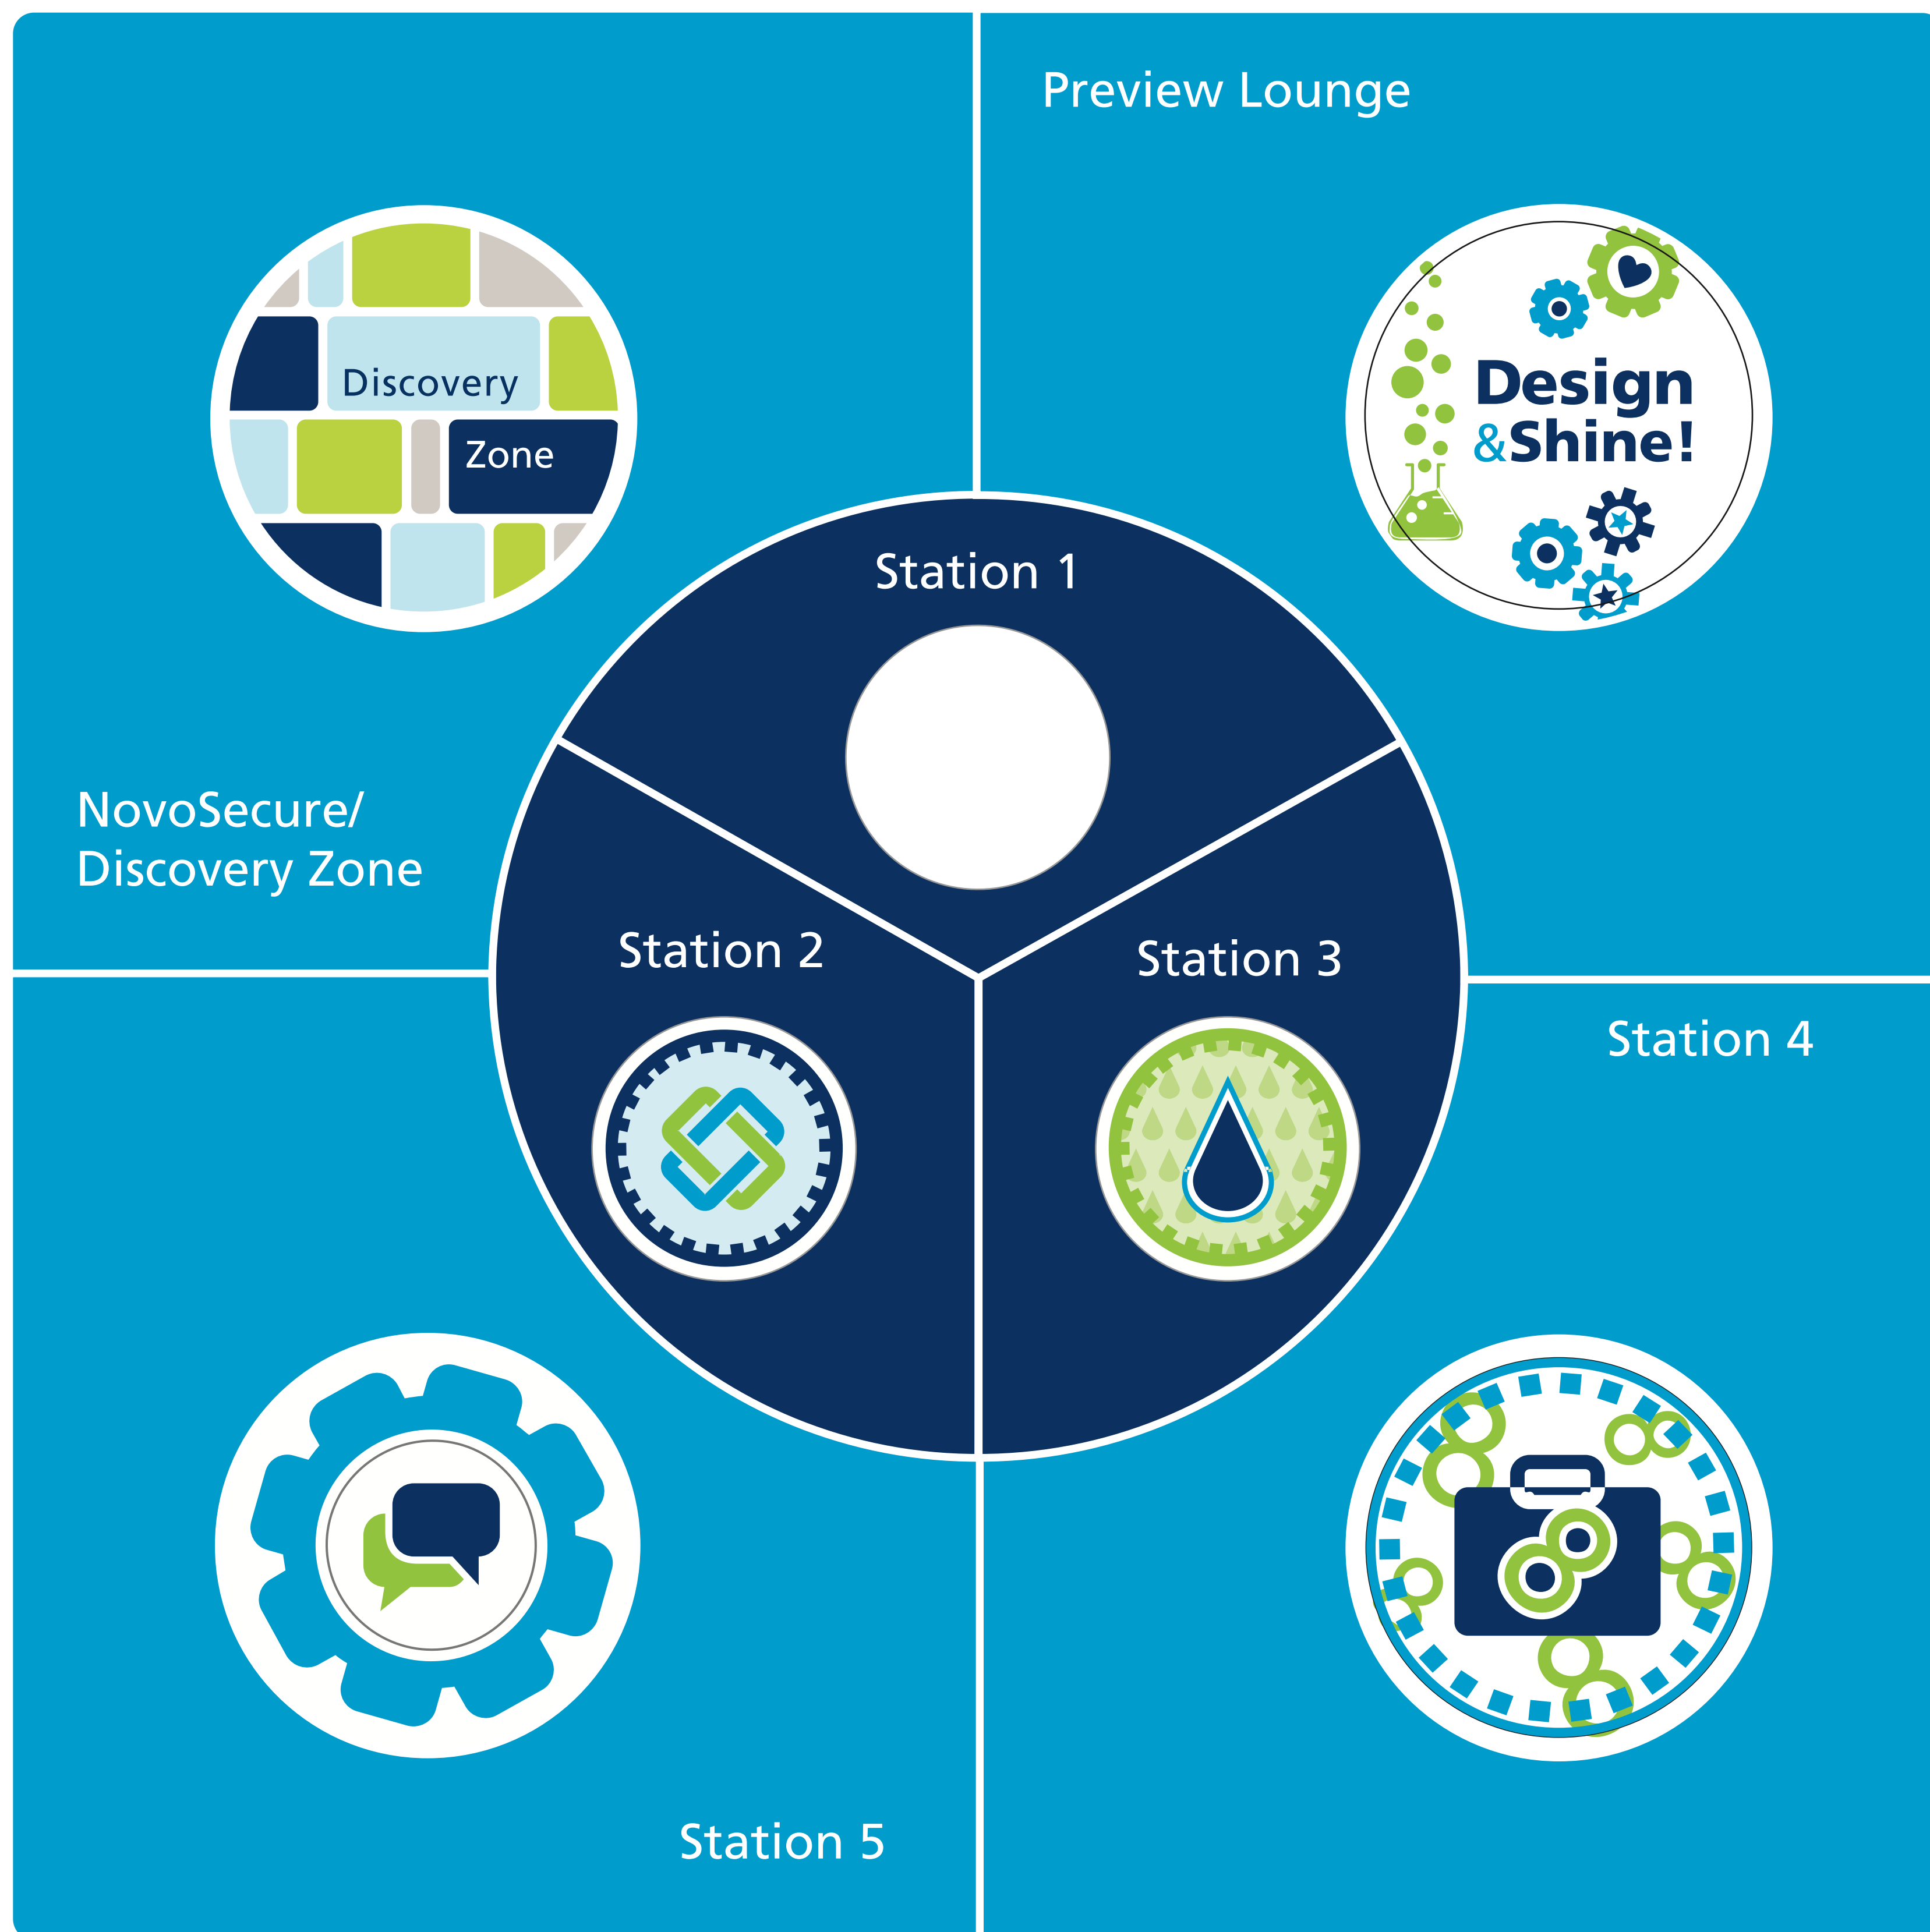 Preview Lounge
Discovery
Zone
Design
&Shine!
NovoSecure/
Discovery Zone
Station 1
Station 2
Station 3
Station 4
Station 5